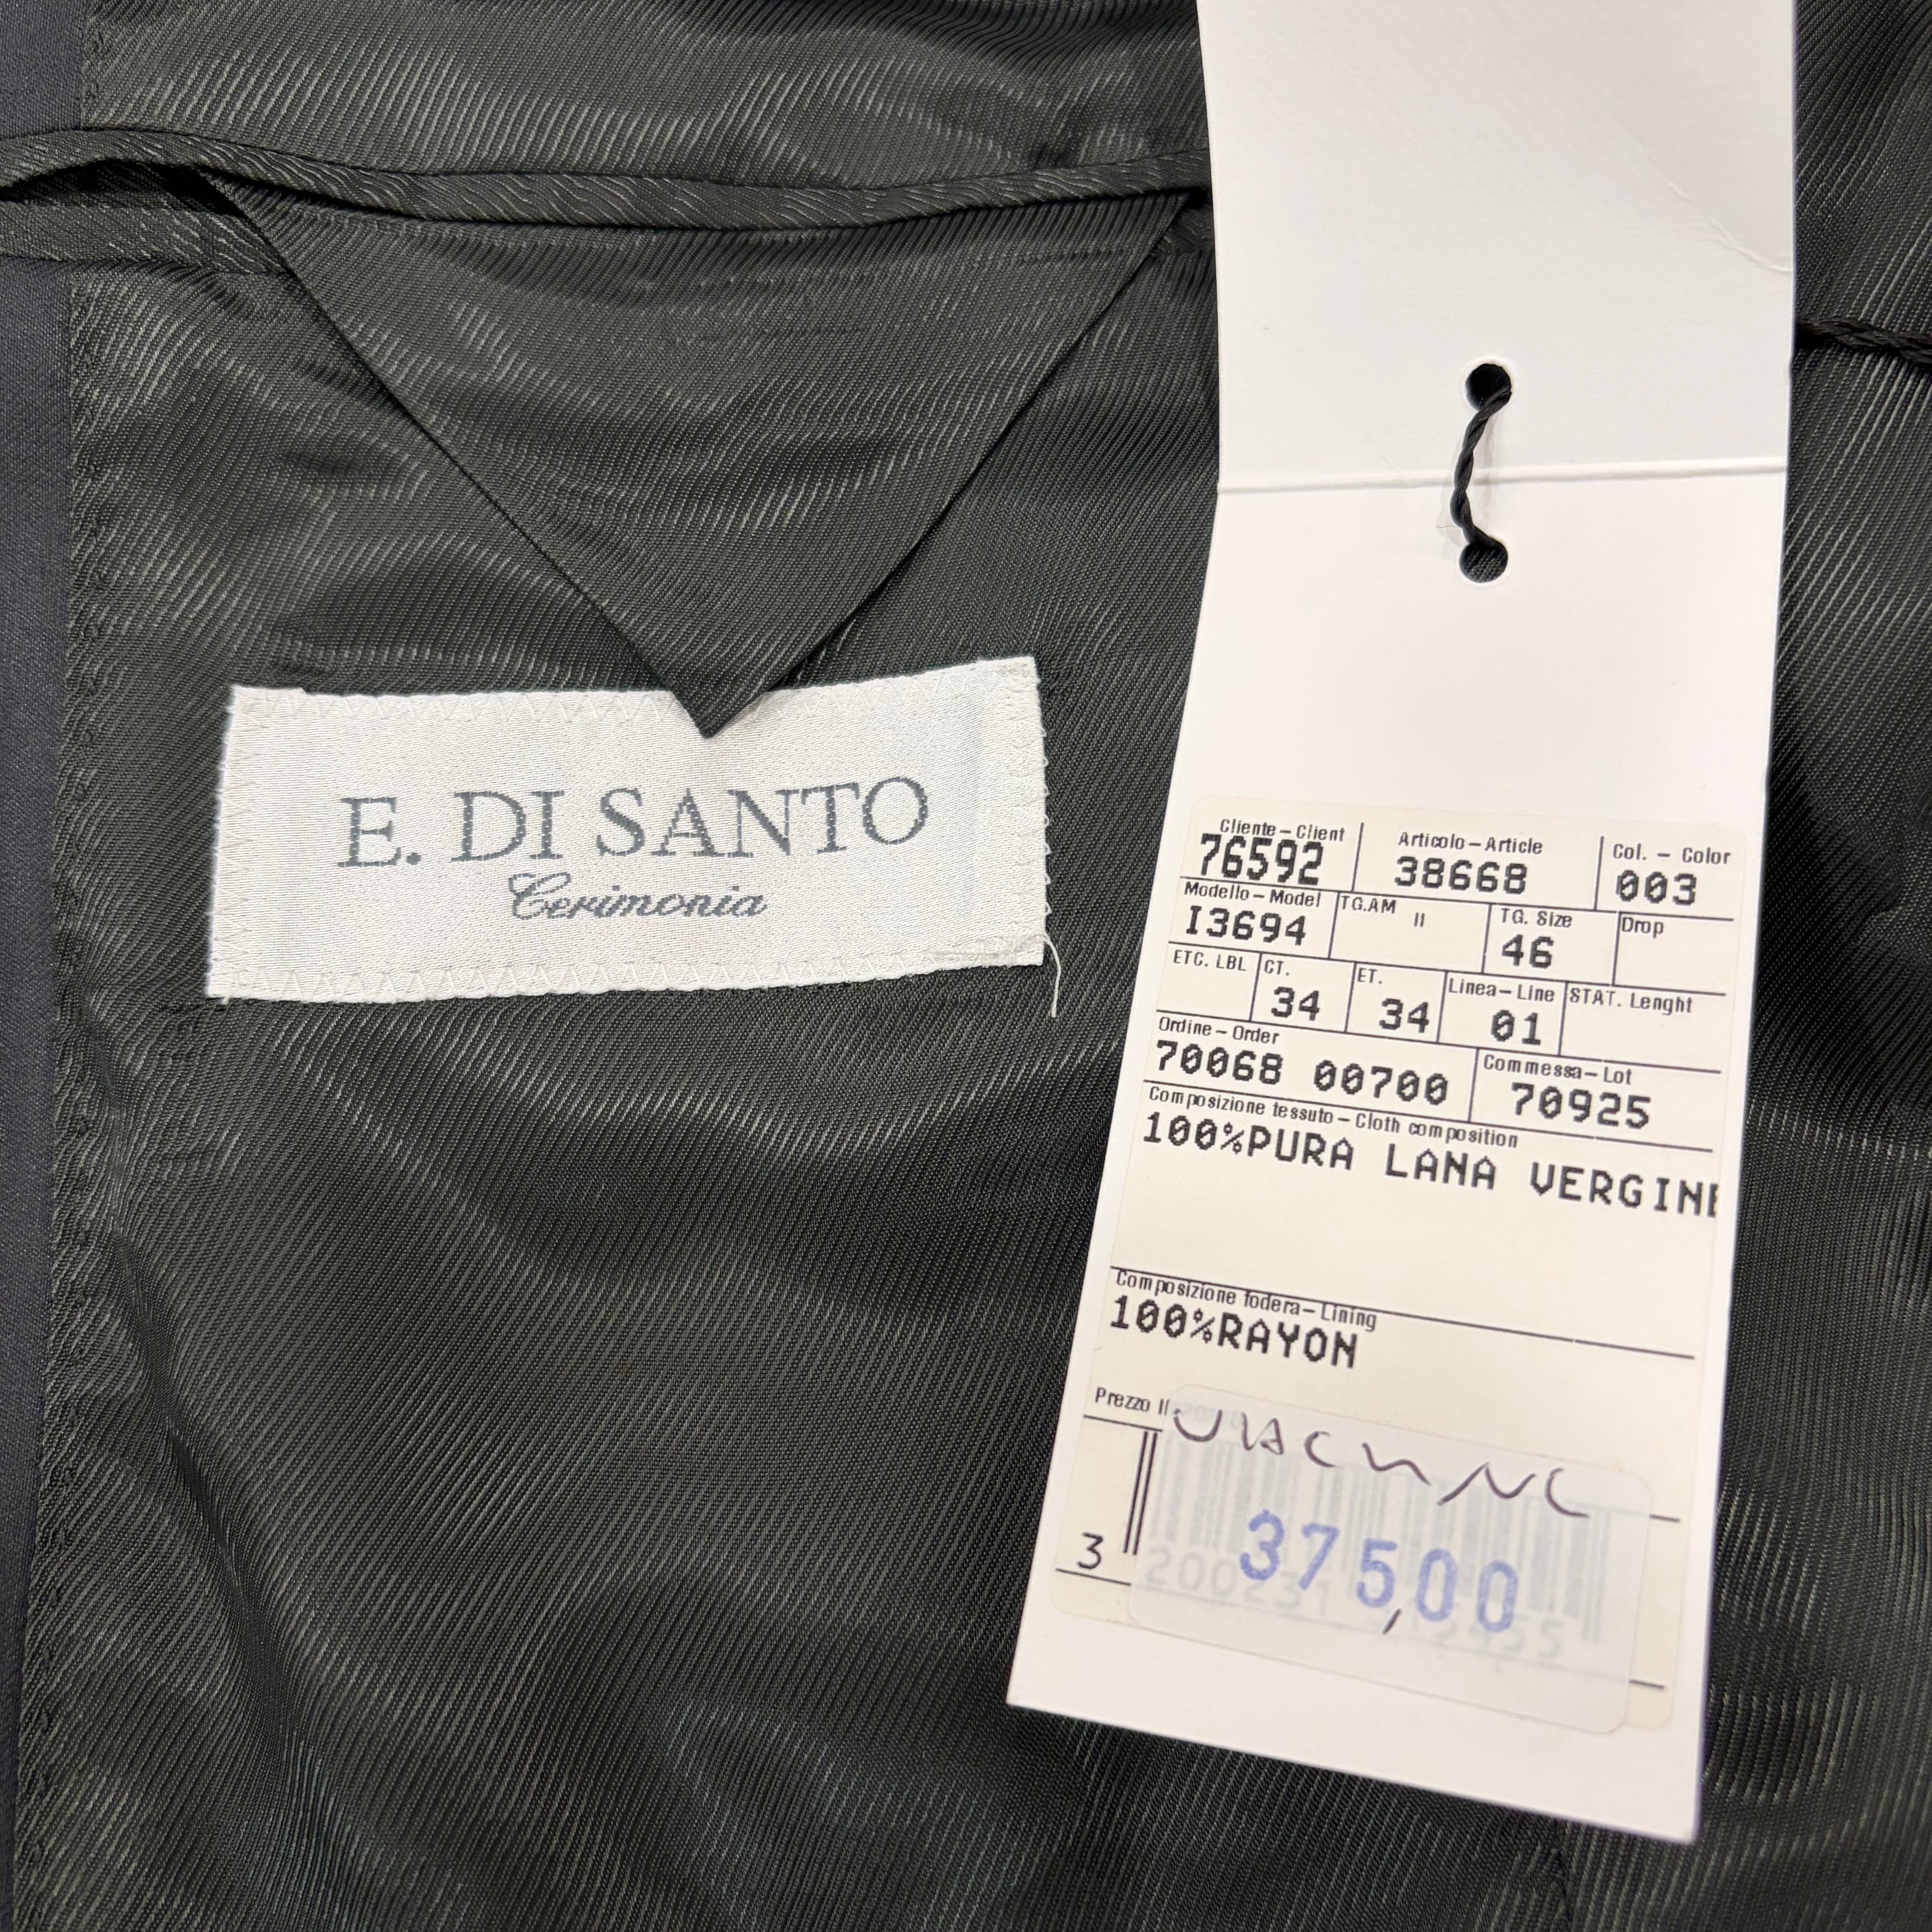 E. DI SANTO
Cerimonia
Cliente – Client
76592
Articolo – Article
38668
Col. – Color
003
Modello – Model
I3694
TG.AM
II
TG. Size
46
Drop
ETC. LBL
CT.
34
ET.
34
Linea – Line
01
STAT. Lenght
Ordine – Order
70068 00700
Commessa – Lot
70925
Composizione tessuto – Cloth composition
100%PURA LANA VERGINE
Composizione fodera – Lining
100%RAYON
Prezzo
3
375,00